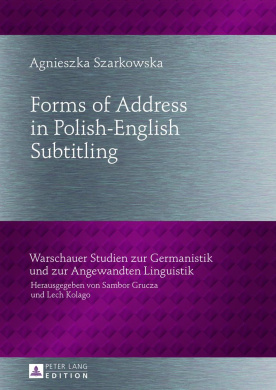 Agnieszka Szarkowska
Forms of Address
in Polish-English
Subtitling
Warschauer Studien zur Germanistik
und zur Angewandten Linguistik
Herausgegeben von Sambor Grucza
und Lech Kolago
PETER LANG
EDITION